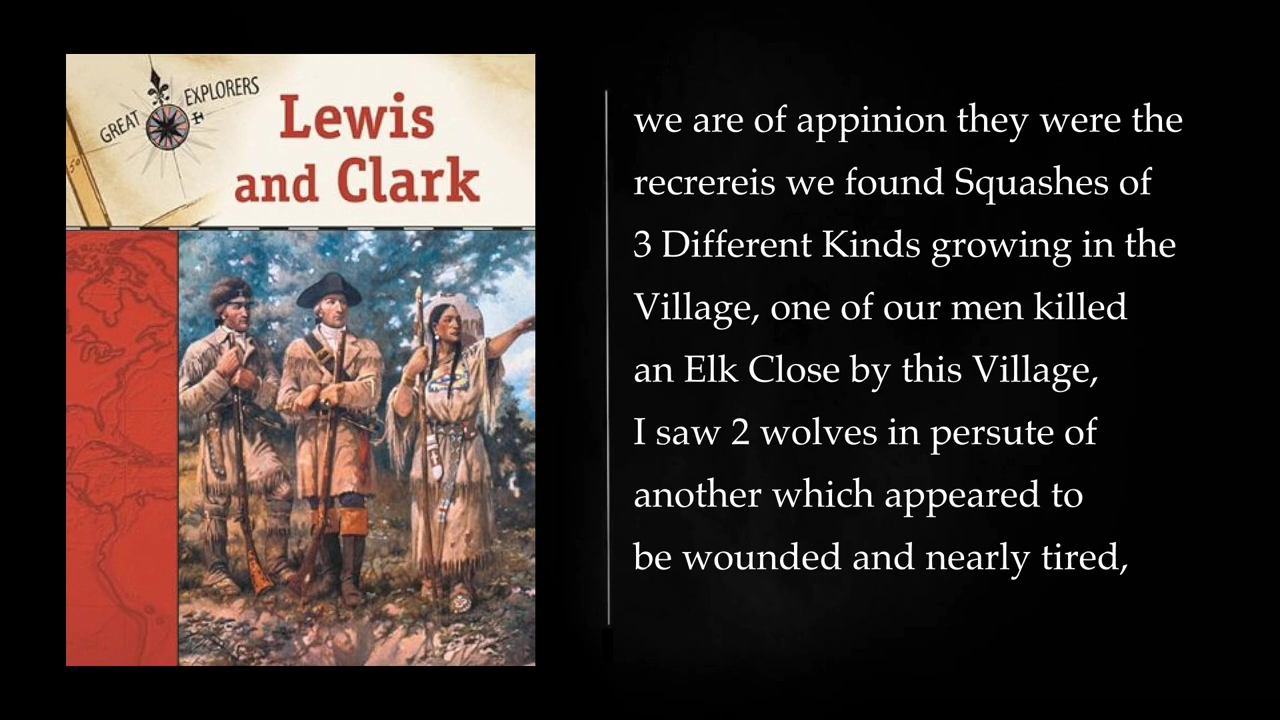 GREAT EXPLORERS
Lewis
and Clark
we are of appinion they were the
recrereis we found Squashes of
3 Different Kinds growing in the
Village, one of our men killed
an Elk Close by this Village,
I saw 2 wolves in persute of
another which appeared to
be wounded and nearly tired,